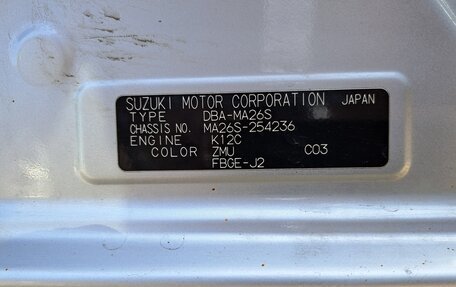 SUZUKI MOTOR CORPORATION JAPAN
TYPE DBA-MA26S
CHASSIS NO. MA26S-254236
ENGINE K12C
COLOR ZMU C03
FBGE-J2